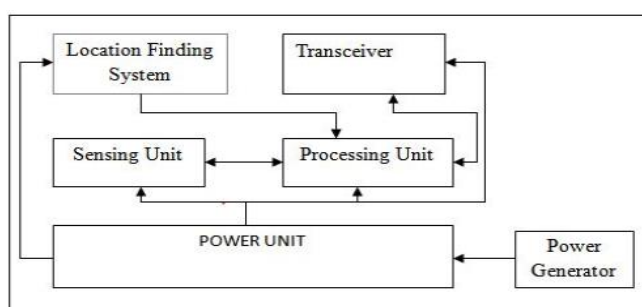 Location Finding
System
Transceiver
Sensing Unit
Processing Unit
POWER UNIT
Power
Generator